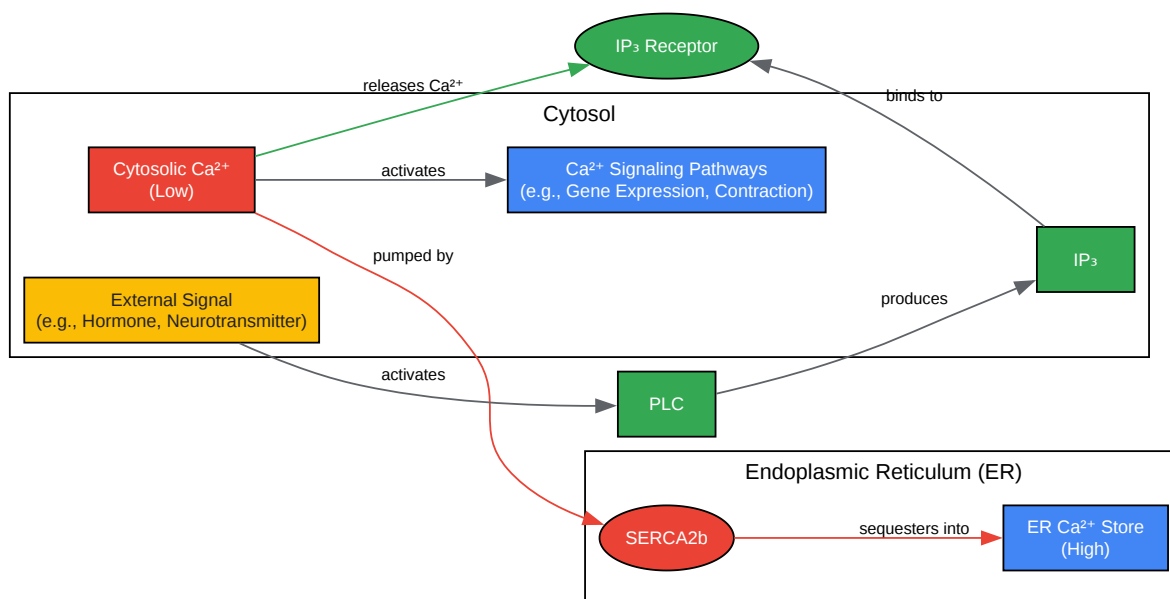 IP₃ Receptor
releases Ca²⁺
binds to
Cytosol
Cytosolic Ca²⁺
(Low)
activates
Ca²⁺ Signaling Pathways
(e.g., Gene Expression, Contraction)
pumped by
IP₃
External Signal
(e.g., Hormone, Neurotransmitter)
produces
activates
PLC
Endoplasmic Reticulum (ER)
SERCA2b
sequesters into
ER Ca²⁺ Store
(High)